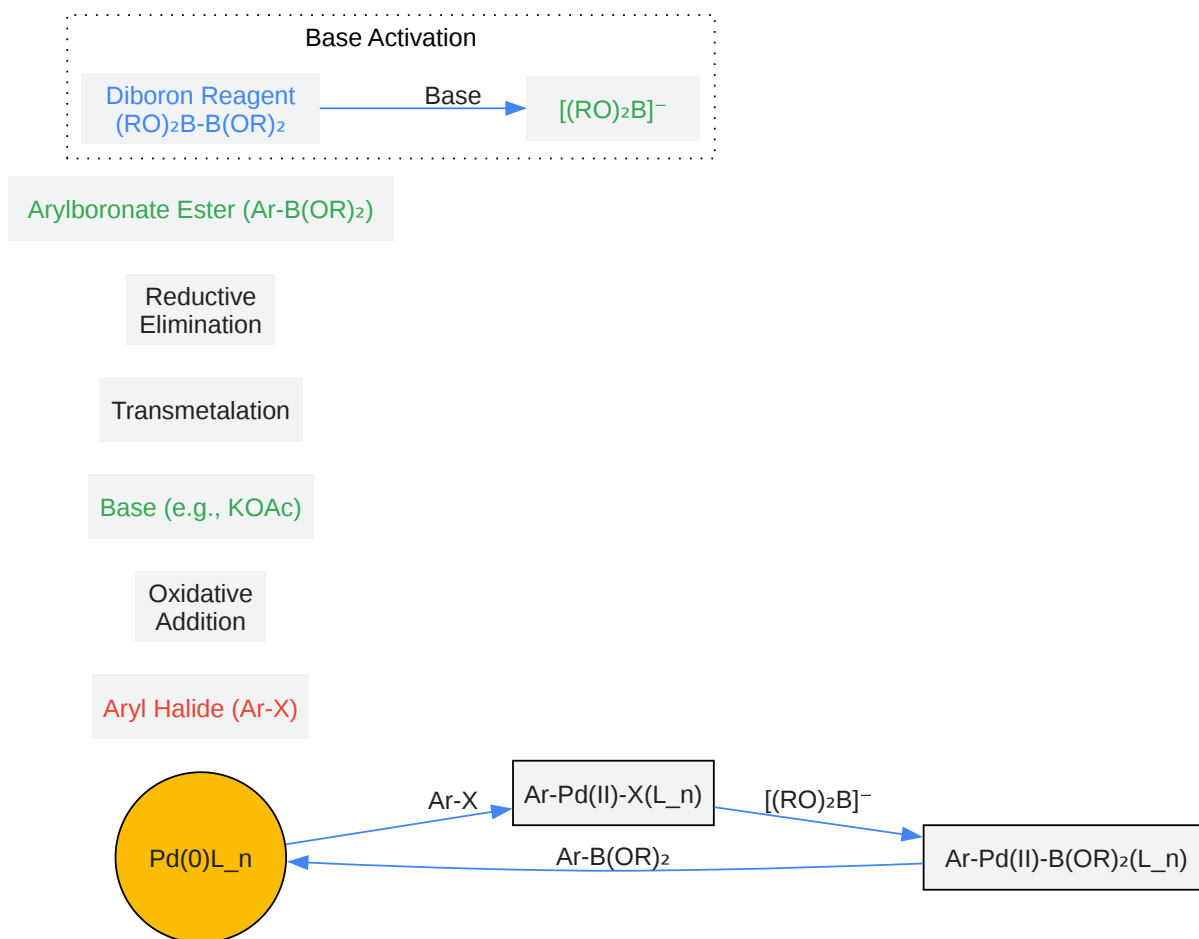 Base Activation
Diboron Reagent
(RO)₂B-B(OR)₂
Base
[(RO)₂B]⁻
Arylboronate Ester (Ar-B(OR)₂)
Reductive
Elimination
Transmetalation
Base (e.g., KOAc)
Oxidative
Addition
Aryl Halide (Ar-X)
Pd(0)L_n
Ar-X
Ar-Pd(II)-X(L_n)
[(RO)₂B]⁻
Ar-B(OR)₂
Ar-Pd(II)-B(OR)₂(L_n)